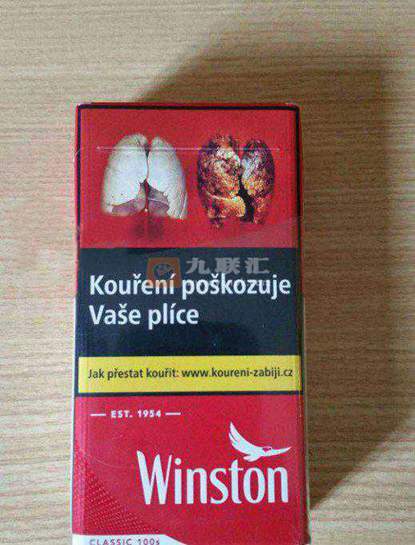 九联汇
Kouření poškozuje
Vaše plíce
Jak přestat kouřit: www.koureni-zabiji.cz
EST. 1954
Winston
CLASSIC 100s